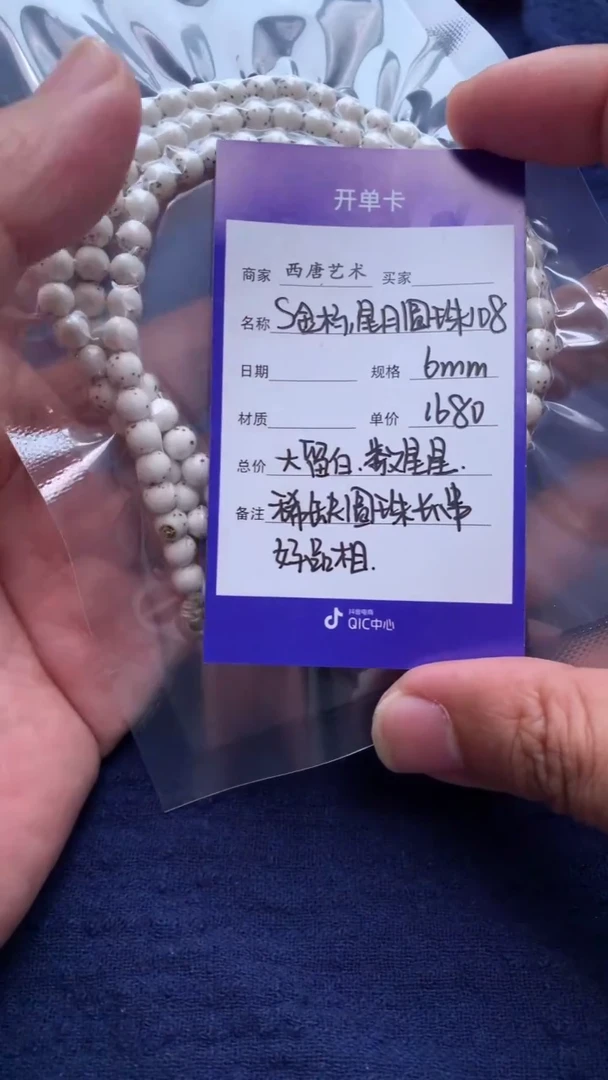 开单卡
商家 西唐艺术 买家
名称 S金标,星月圆珠108
日期 规格 6mm
材质 单价 1680
总价 大留白.数星星.
备注 稀缺圆珠长串
好品相.
抖音电商
QIC中心